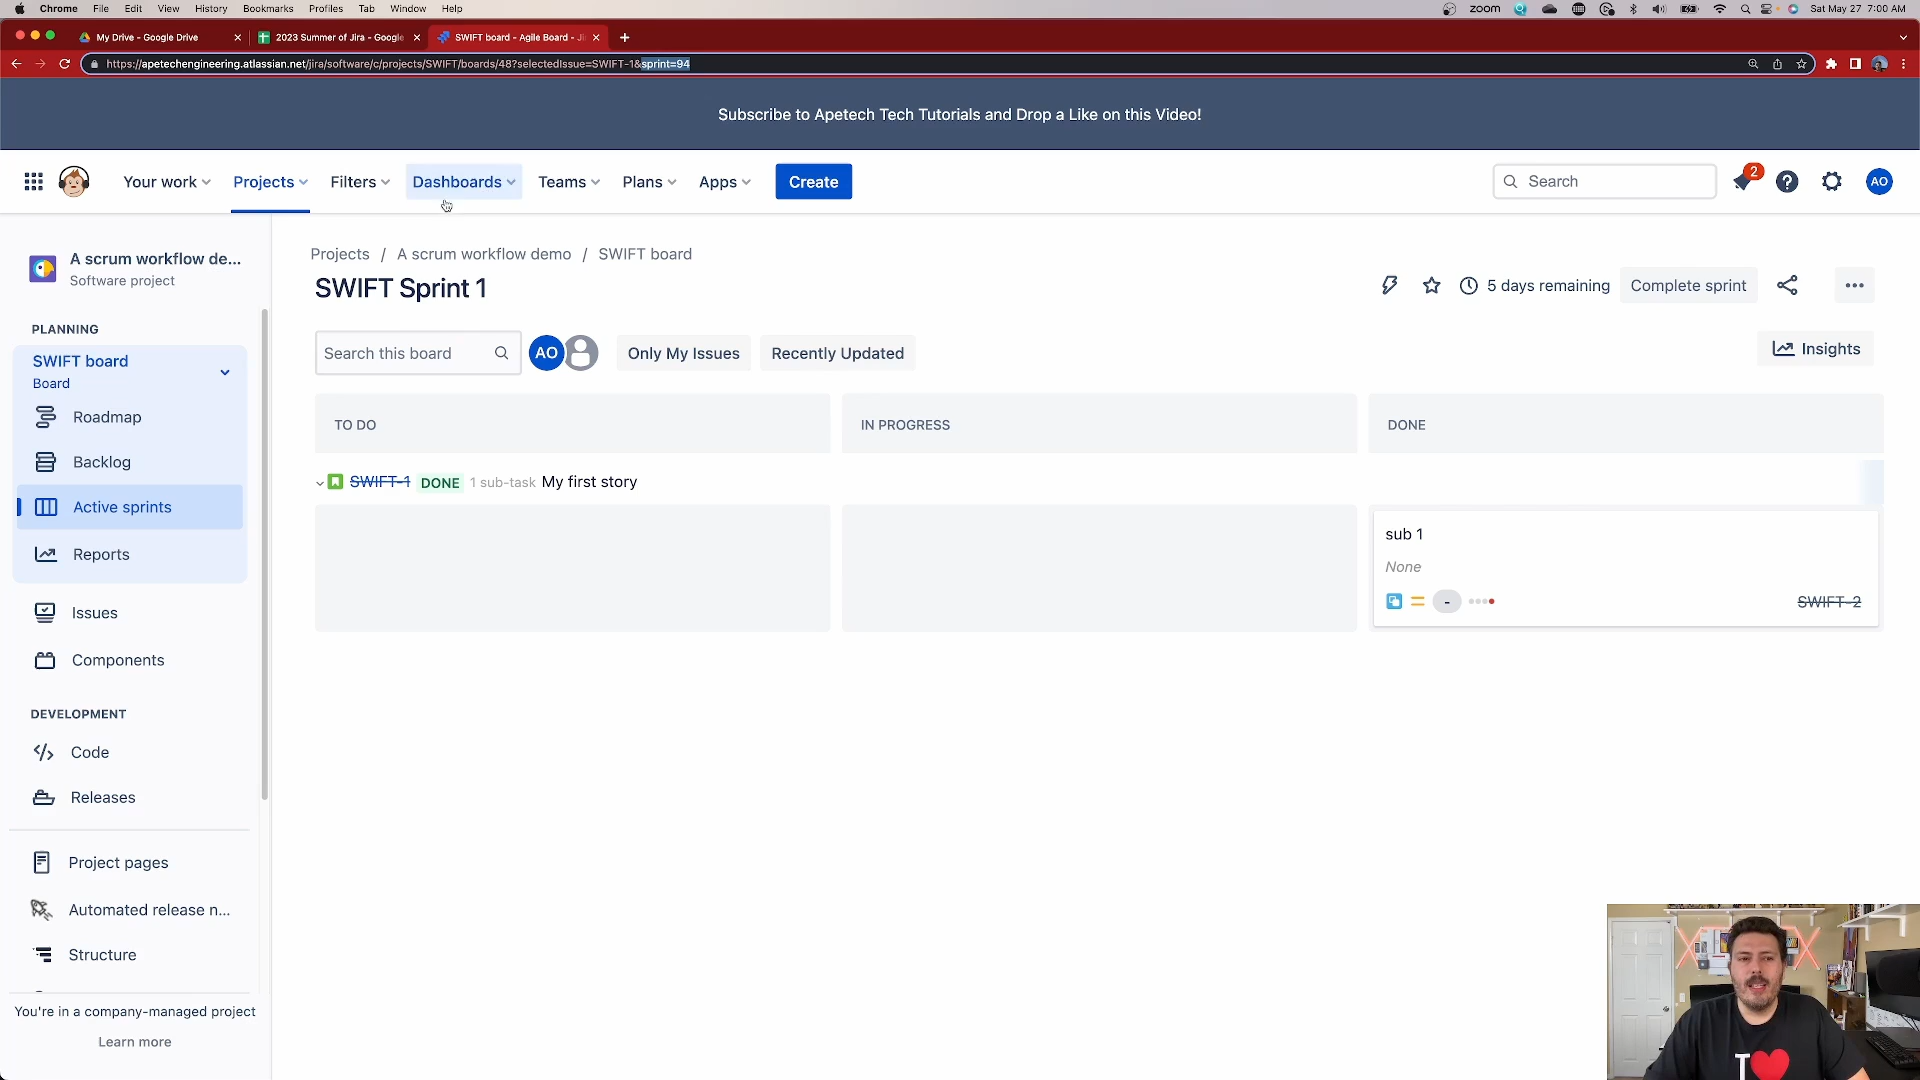 Chrome File Edit View History Bookmarks Profiles Tab Window Help zoom Sat May 27 7:00 AM
My Drive - Google Drive 2023 Summer of Jira - Google SWIFT board - Agile Board - Ji
https://apetechengineering.atlassian.net/jira/software/c/projects/SWIFT/boards/48?selectedIssue=SWIFT-1&sprint=94
Subscribe to Apetech Tech Tutorials and Drop a Like on this Video!
Your work Projects Filters Dashboards Teams Plans Apps Create Search 2 AO
A scrum workflow de...
Software project
PLANNING
SWIFT board
Board
Roadmap
Backlog
Active sprints
Reports
Issues
Components
DEVELOPMENT
Code
Releases
Project pages
Automated release n...
Structure
You're in a company-managed project
Learn more
Projects / A scrum workflow demo / SWIFT board
SWIFT Sprint 1
5 days remaining Complete sprint
Search this board AO Only My Issues Recently Updated Insights
TO DO IN PROGRESS DONE
SWIFT-1 DONE 1 sub-task My first story
sub 1
None
- SWIFT-2
I